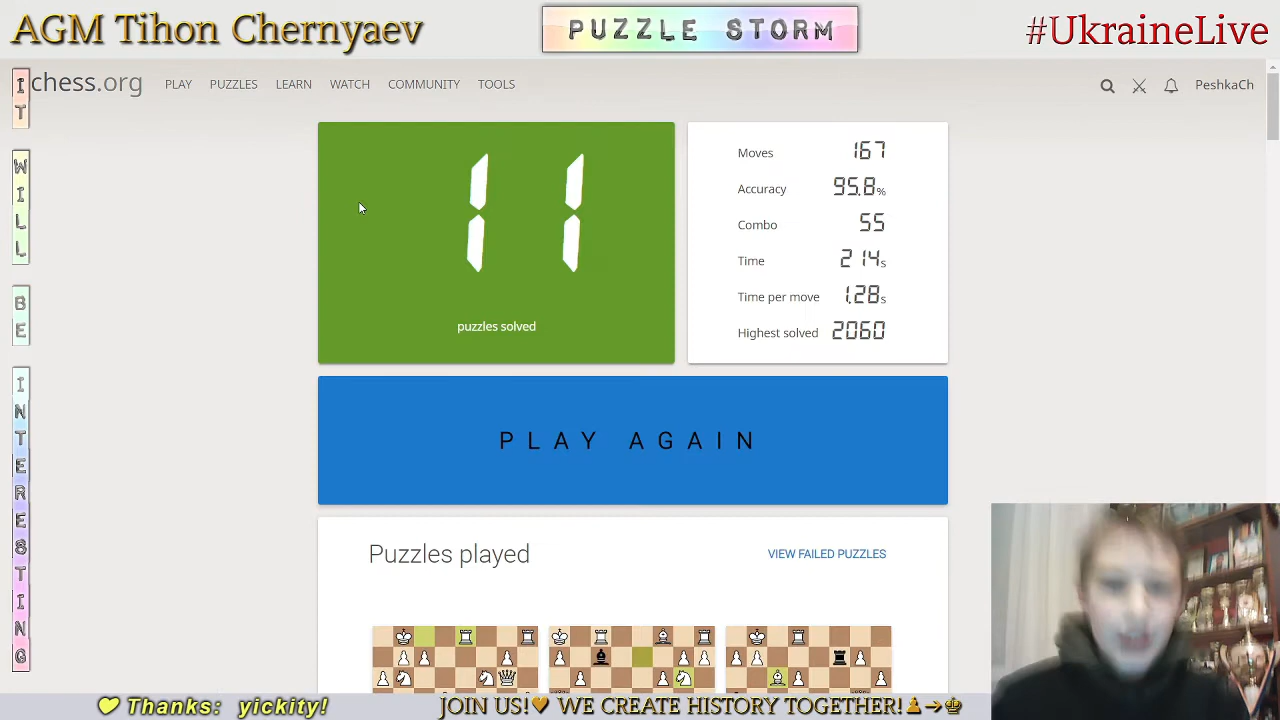 AGM Tihon Chernyaev
PUZZLE STORM
#UkraineLive
chess.org
PLAY
PUZZLES
LEARN
WATCH
COMMUNITY
TOOLS
PeshkaCh
IT
WILL
BE
INTERESTING
11
puzzles solved
Moves 167
Accuracy 95.8%
Combo 55
Time 214s
Time per move 1.28s
Highest solved 2060
PLAY AGAIN
Puzzles played
VIEW FAILED PUZZLES
Thanks: yickity!
JOIN US! WE CREATE HISTORY TOGETHER!